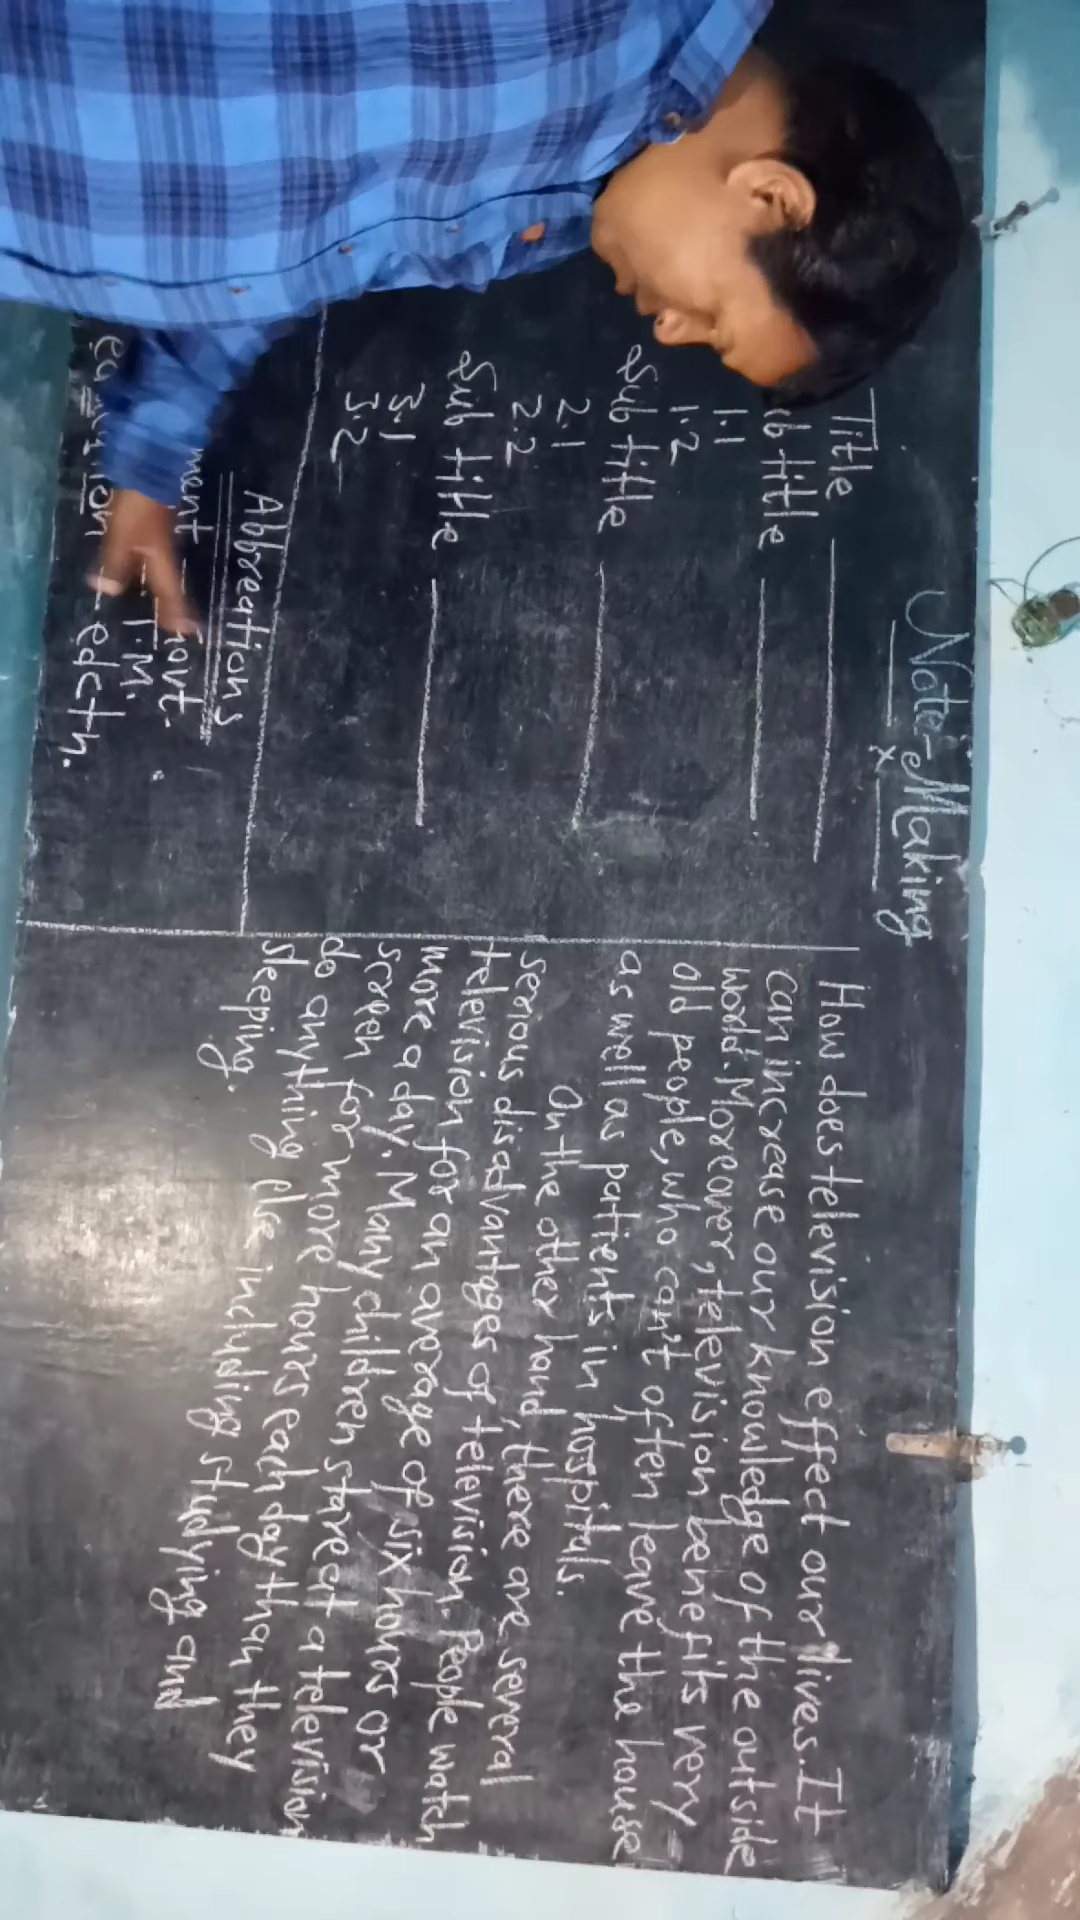 Note-Making
Title
ub title
1.1
1.2
Sub title
2.1
2.2
Sub title
3.1
3.2
Abbreations
ment
T.M.
edctn.
How does television effect our lives. It
can increase our knowledge of the outside
world. Moreover, television benefits very
old people, who can't often leave the house
as well as patients in hospitals.
On the other hand, there are several
serious disadvantages of television. People watch
television for an average of six hours or
more a day. Many children stare at a television
screen for more hours each day than they
do anything else including studying and
sleeping.